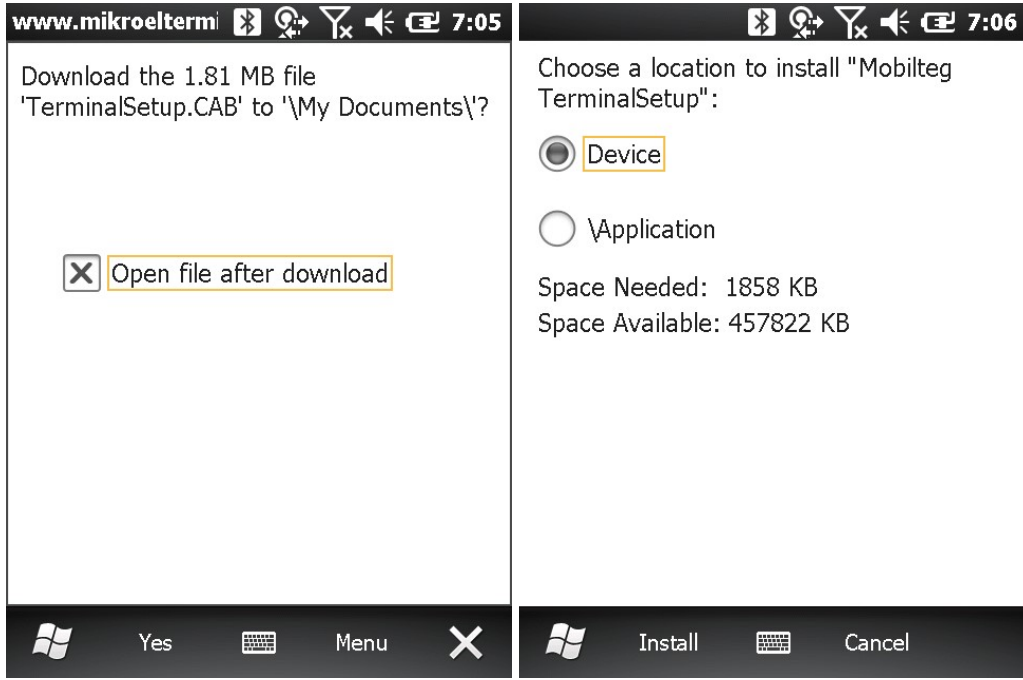 www.mikroeltermi
7:05
Download the 1.81 MB file
'TerminalSetup.CAB' to '\My Documents\'?
Open file after download
Yes
Menu
7:06
Choose a location to install "Mobilteg
TerminalSetup":
Device
\Application
Space Needed: 1858 KB
Space Available: 457822 KB
Install
Cancel